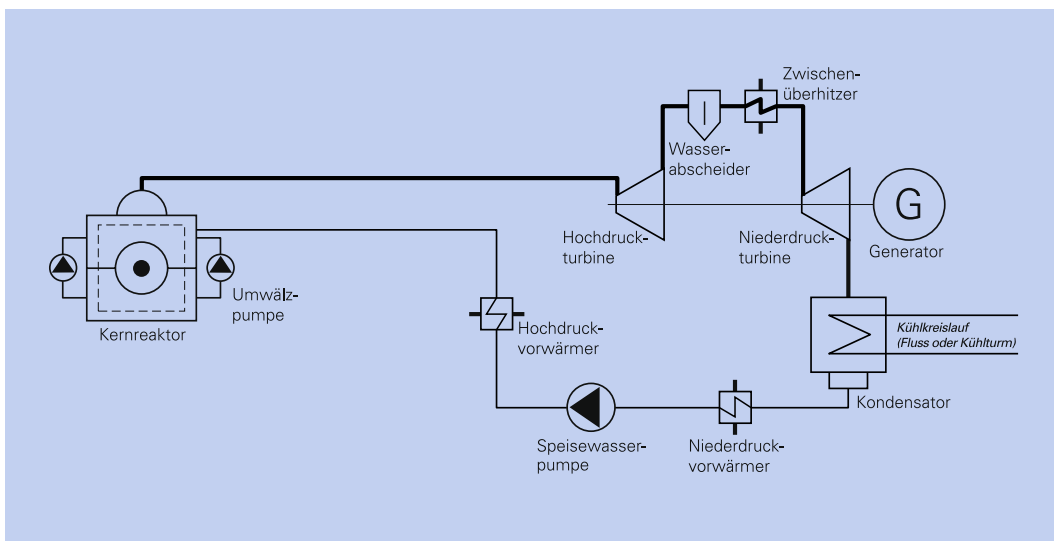 Zwischen-
überhitzer
Wasser-
abscheider
Hochdruck-
turbine
Niederdruck-
turbine
G
Generator
Umwälz-
pumpe
Kernreaktor
Hochdruck-
vorwärmer
Kühlkreislauf
(Fluss oder Kühlturm)
Kondensator
Speisewasser-
pumpe
Niederdruck-
vorwärmer